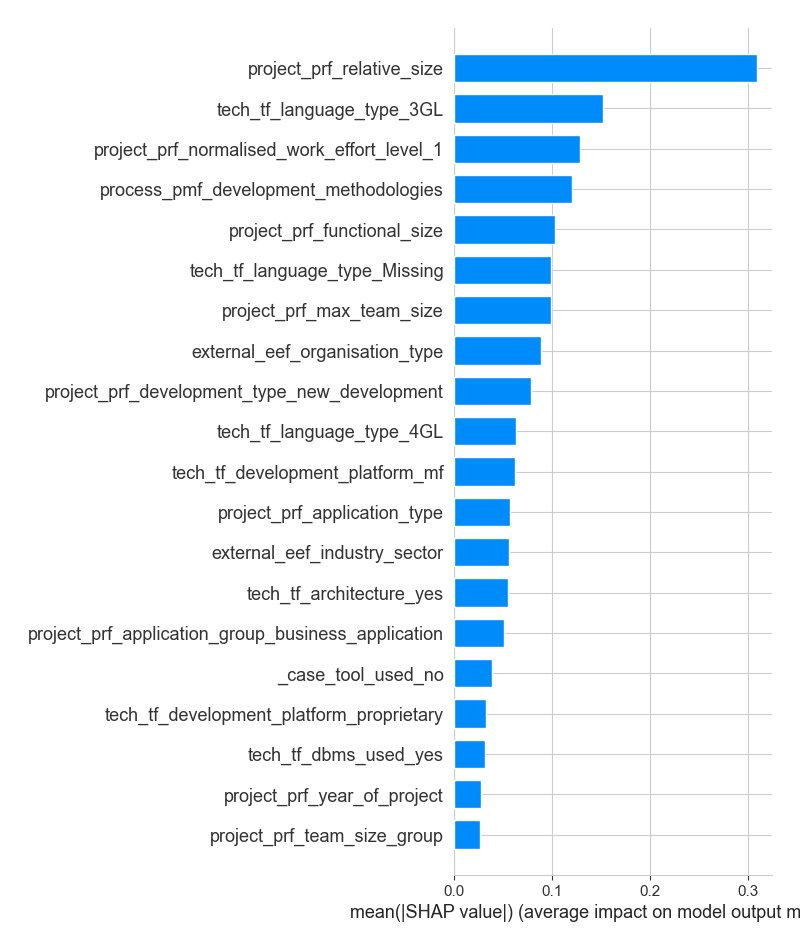 project_prf_relative_size
tech_tf_language_type_3GL
project_prf_normalised_work_effort_level_1
process_pmf_development_methodologies
project_prf_functional_size
tech_tf_language_type_Missing
project_prf_max_team_size
external_eef_organisation_type
project_prf_development_type_new_development
tech_tf_language_type_4GL
tech_tf_development_platform_mf
project_prf_application_type
external_eef_industry_sector
tech_tf_architecture_yes
project_prf_application_group_business_application
_case_tool_used_no
tech_tf_development_platform_proprietary
tech_tf_dbms_used_yes
project_prf_year_of_project
project_prf_team_size_group
0.0 0.1 0.2 0.3
mean(|SHAP value|) (average impact on model output m